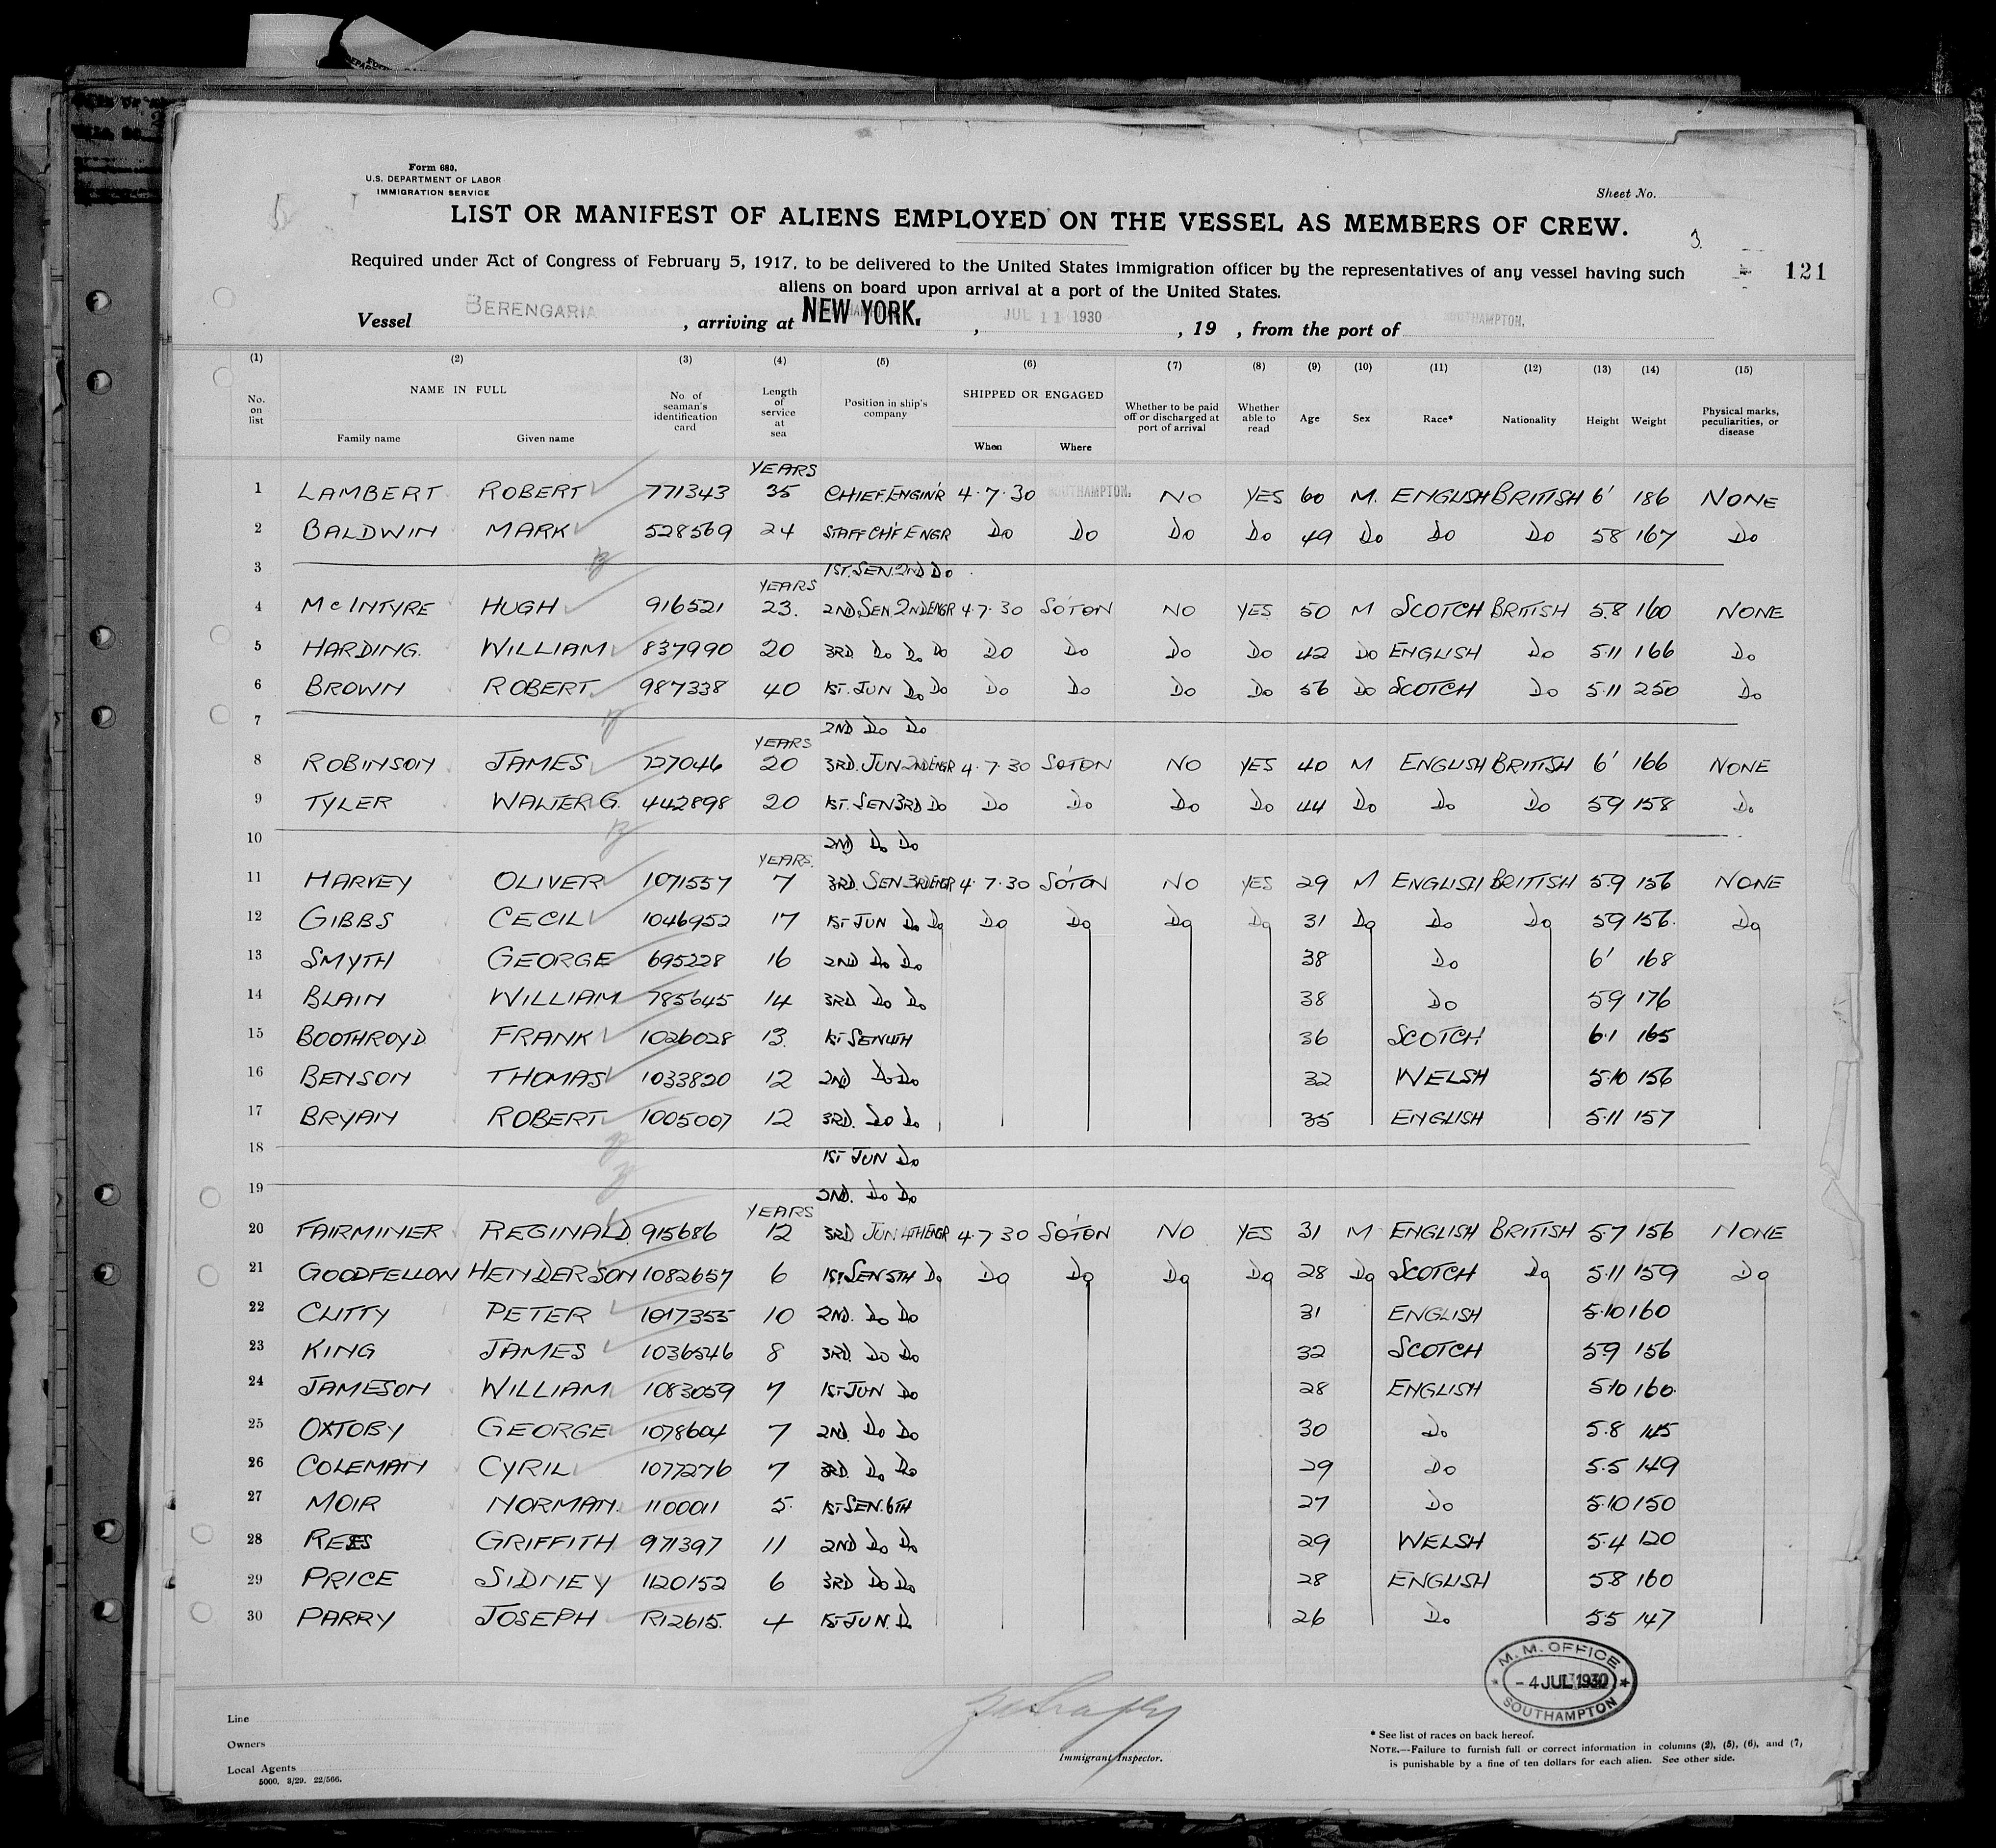 Form 680.
U.S. DEPARTMENT OF LABOR
IMMIGRATION SERVICE
Sheet No.
LIST OR MANIFEST OF ALIENS EMPLOYED ON THE VESSEL AS MEMBERS OF CREW.
3.
Required under Act of Congress of February 5, 1917, to be delivered to the United States immigration officer by the representatives of any vessel having such
121
aliens on board upon arrival at a port of the United States.
Vessel BERENGARIA, arriving at NEW YORK., JUL 11 1930, 19 , from the port of SOUTHAMPTON.
(1) (2) (3) (4) (5) (6) (7) (8) (9) (10) (11) (12) (13) (14) (15)
No. on list NAME IN FULL Family name Given name No. of seaman's identification card Length of service at sea Position in ship's company SHIPPED OR ENGAGED When Where Whether to be paid off or discharged at port of arrival Whether able to read Age Sex Race* Nationality Height Weight Physical marks, peculiarities, or disease
YEARS
1 LAMBERT ROBERT 771343 35 CHIEF.ENGIN'R 4.7.30 SOUTHAMPTON. NO YES 60 M. ENGLISH BRITISH 6' 186 NONE
2 BALDWIN MARK 528569 24 STAFF CH'F ENGR Do Do Do Do 49 Do Do Do 58 167 Do
3 1ST. SEN. 2ND Do
YEARS
4 McINTYRE HUGH 916521 23. 2ND SEN 2ND ENGR 4.7.30 SO'TON NO YES 50 M SCOTCH BRITISH 5.8 160 NONE
5 HARDING. WILLIAM 837990 20 3RD Do Do Do Do Do Do Do 42 Do ENGLISH Do 5.11 166 Do
6 BROWN ROBERT. 987338 40 1ST. JUN Do Do Do Do Do Do 56 Do SCOTCH Do 5.11 250 Do
7 2ND Do Do
YEARS
8 ROBINSON JAMES 727046 20 3RD. JUN 2ND ENGR 4.7.30 SO'TON NO YES 40 M ENGLISH BRITISH 6' 166 NONE
9 TYLER WALTER G. 442898 20 1ST. SEN 3RD Do Do Do Do Do 44 Do Do Do 59 158 Do
10 2ND Do Do
YEARS.
11 HARVEY OLIVER 1071557 7 3RD. SEN 3RD ENGR 4.7.30 SO'TON NO YES 29 M ENGLISH BRITISH 5.9 156 NONE
12 GIBBS CECIL 1046952 17 1ST JUN Do Do Do Do Do Do 31 Do Do Do 59 156. Do
13 SMYTH GEORGE 695228 16 2ND Do Do 38 Do 6' 168
14 BLAIN WILLIAM 785645 14 3RD Do Do 38 Do 59 176
15 BOOTHROYD FRANK 1026028 13. 1ST SEN 4TH 36 SCOTCH 6.1 165
16 BENSON THOMAS 1033820 12 2ND Do Do 32 WELSH 5.10 156
17 BRYAN ROBERT 1005007 12 3RD. Do Do 35 ENGLISH 5.11 157
18 1ST JUN Do
19 2ND. Do Do
YEARS
20 FAIRMINER REGINALD. 915686 12 3RD JUN 4TH ENGR 4.7.30 SO'TON NO YES 31 M ENGLISH BRITISH 5.7 156 NONE
21 GOODFELLOW HENDERSON 1082657 6 1ST SEN 5TH Do Do Do Do Do 28 Do SCOTCH Do 5.11 159 Do
22 CUTTY PETER 1017355 10 2ND. Do Do 31 ENGLISH 5.10 160
23 KING JAMES 1036546 8 3RD. Do Do 32 SCOTCH 59 156
24 JAMESON WILLIAM 1083059 7 1ST JUN Do 28 ENGLISH 5.10 160.
25 OXTOBY GEORGE 1078604 7 2ND. Do Do 30 Do 5.8 145
26 COLEMAN CYRIL 1077276 7 3RD. Do Do 29 Do 5.5 149
27 MOIR NORMAN. 1100011 5. 1ST SEN. 6TH 27 Do 5.10 150
28 REES GRIFFITH 971397 11 2ND Do Do 29 WELSH 5.4 120
29 PRICE SIDNEY 1120152 6 3RD Do Do 28 ENGLISH 58 160
30 PARRY JOSEPH R12615. 4 1ST JUN. Do 26 Do 55 147
M. M. OFFICE
- 4 JUL 1930
SOUTHAMPTON
Line
Owners
Local Agents
5000. 3/29. 22/566.
Immigrant Inspector.
* See list of races on back hereof.
NOTE.—Failure to furnish full or correct information in columns (2), (5), (6), and (7)
is punishable by a fine of ten dollars for each alien. See other side.